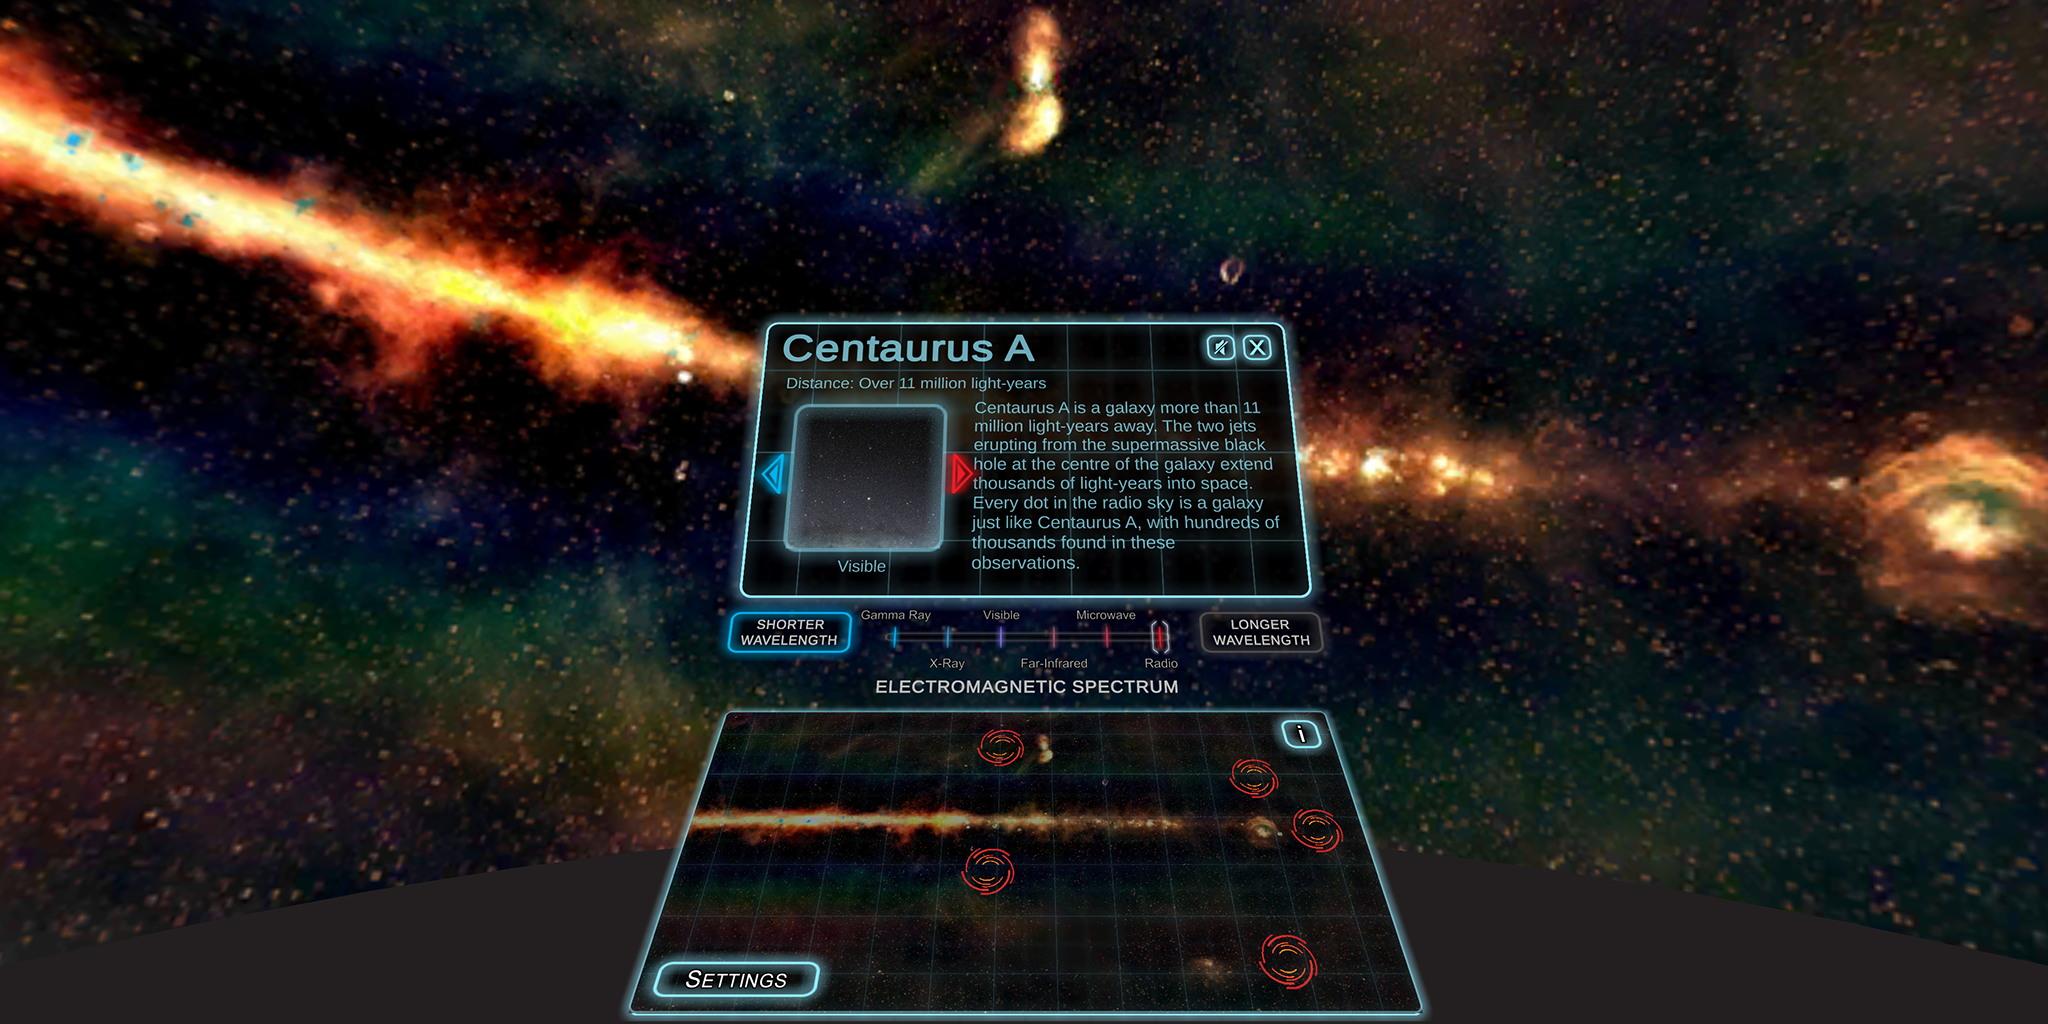 Centaurus A
Distance: Over 11 million light-years
Centaurus A is a galaxy more than 11
million light-years away. The two jets
erupting from the supermassive black
hole at the centre of the galaxy extend
thousands of light-years into space.
Every dot in the radio sky is a galaxy
just like Centaurus A, with hundreds of
thousands found in these
observations.
Visible
SHORTER
WAVELENGTH
Gamma Ray
Visible
Microwave
X-Ray
Far-Infrared
Radio
LONGER
WAVELENGTH
ELECTROMAGNETIC SPECTRUM
i
SETTINGS